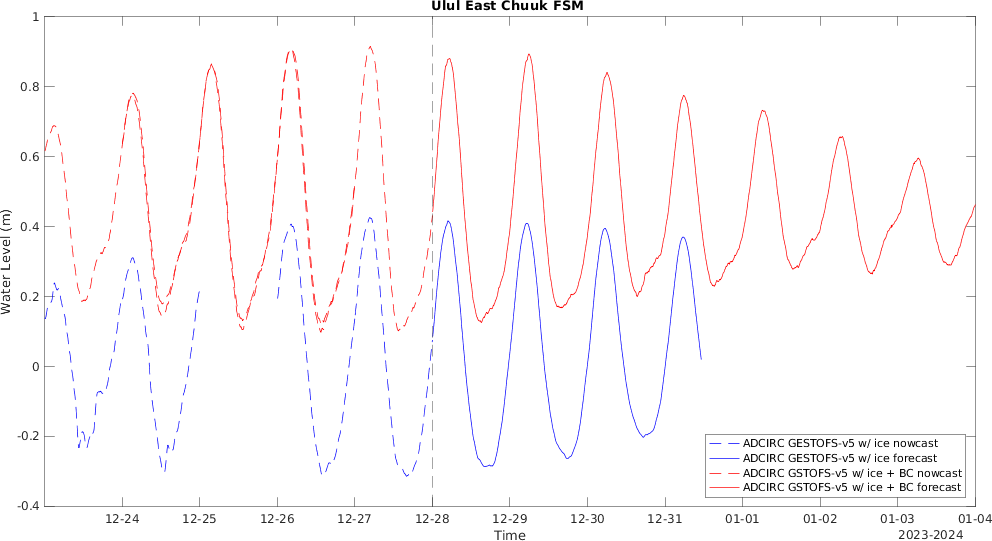 Ulul East Chuuk FSM
Water Level (m)
1
0.8
0.6
0.4
0.2
0
-0.2
-0.4
12-24 12-25 12-26 12-27 12-28 12-29 12-30 12-31 01-01 01-02 01-03 01-04
Time
2023-2024
ADCIRC GESTOFS-v5 w/ ice nowcast
ADCIRC GESTOFS-v5 w/ ice forecast
ADCIRC GSTOFS-v5 w/ ice + BC nowcast
ADCIRC GSTOFS-v5 w/ ice + BC forecast